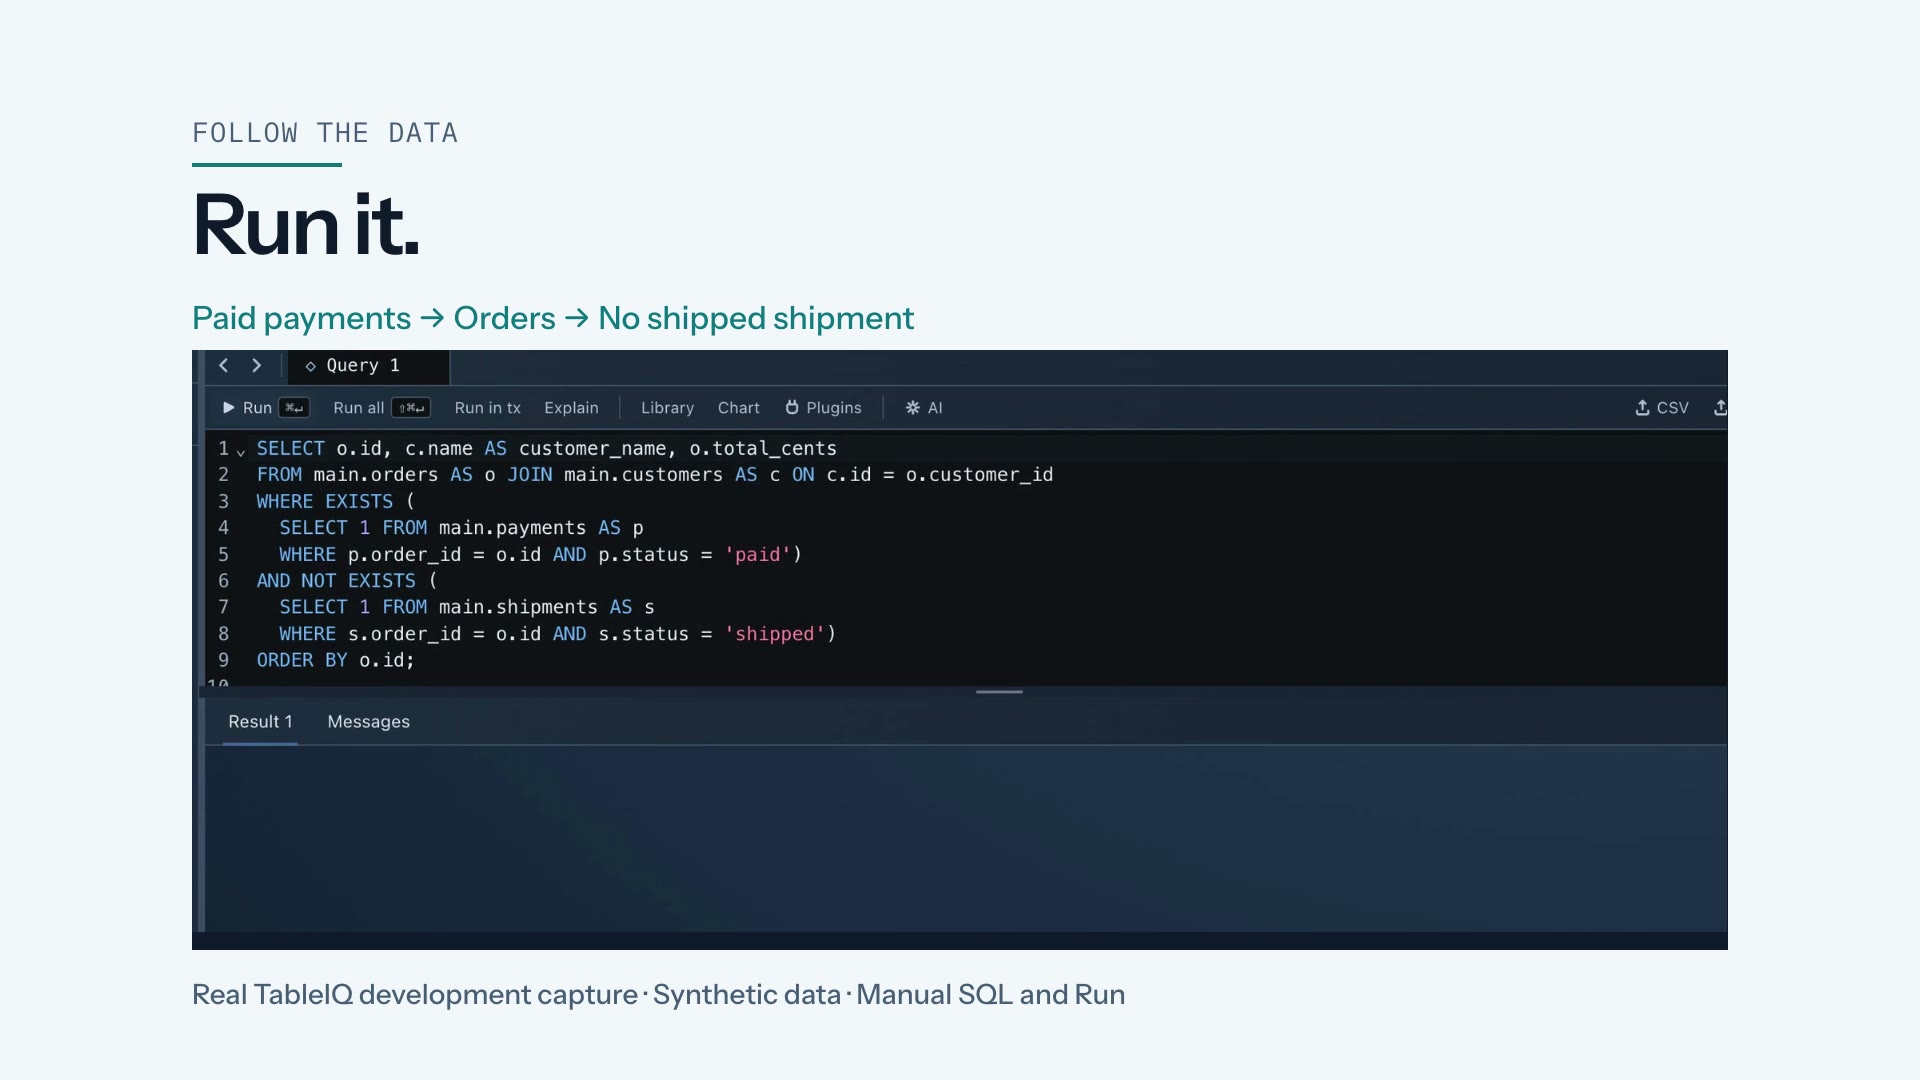 FOLLOW THE DATA
Run it.
Paid payments → Orders → No shipped shipment
Query 1
Run ⌘↵ Run all ⇧⌘↵ Run in tx Explain Library Chart Plugins AI CSV
1 SELECT o.id, c.name AS customer_name, o.total_cents
2 FROM main.orders AS o JOIN main.customers AS c ON c.id = o.customer_id
3 WHERE EXISTS (
4 SELECT 1 FROM main.payments AS p
5 WHERE p.order_id = o.id AND p.status = 'paid')
6 AND NOT EXISTS (
7 SELECT 1 FROM main.shipments AS s
8 WHERE s.order_id = o.id AND s.status = 'shipped')
9 ORDER BY o.id;
10
Result 1 Messages
Real TableIQ development capture · Synthetic data · Manual SQL and Run